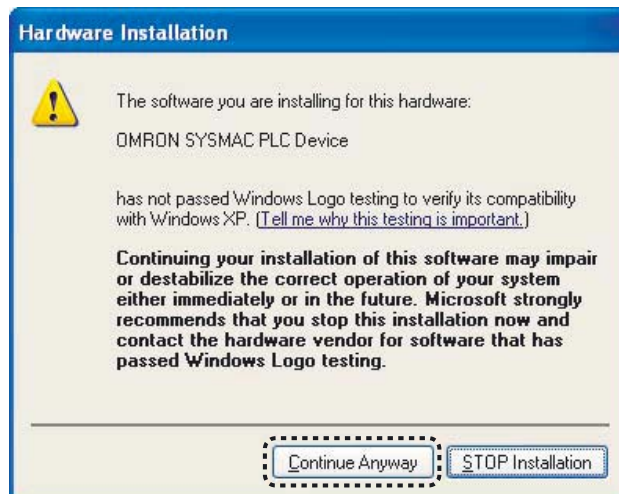 Hardware Installation
The software you are installing for this hardware:
OMRON SYSMAC PLC Device
has not passed Windows Logo testing to verify its compatibility
with Windows XP. (Tell me why this testing is important.)
Continuing your installation of this software may impair
or destabilize the correct operation of your system
either immediately or in the future. Microsoft strongly
recommends that you stop this installation now and
contact the hardware vendor for software that has
passed Windows Logo testing.
Continue Anyway
STOP Installation